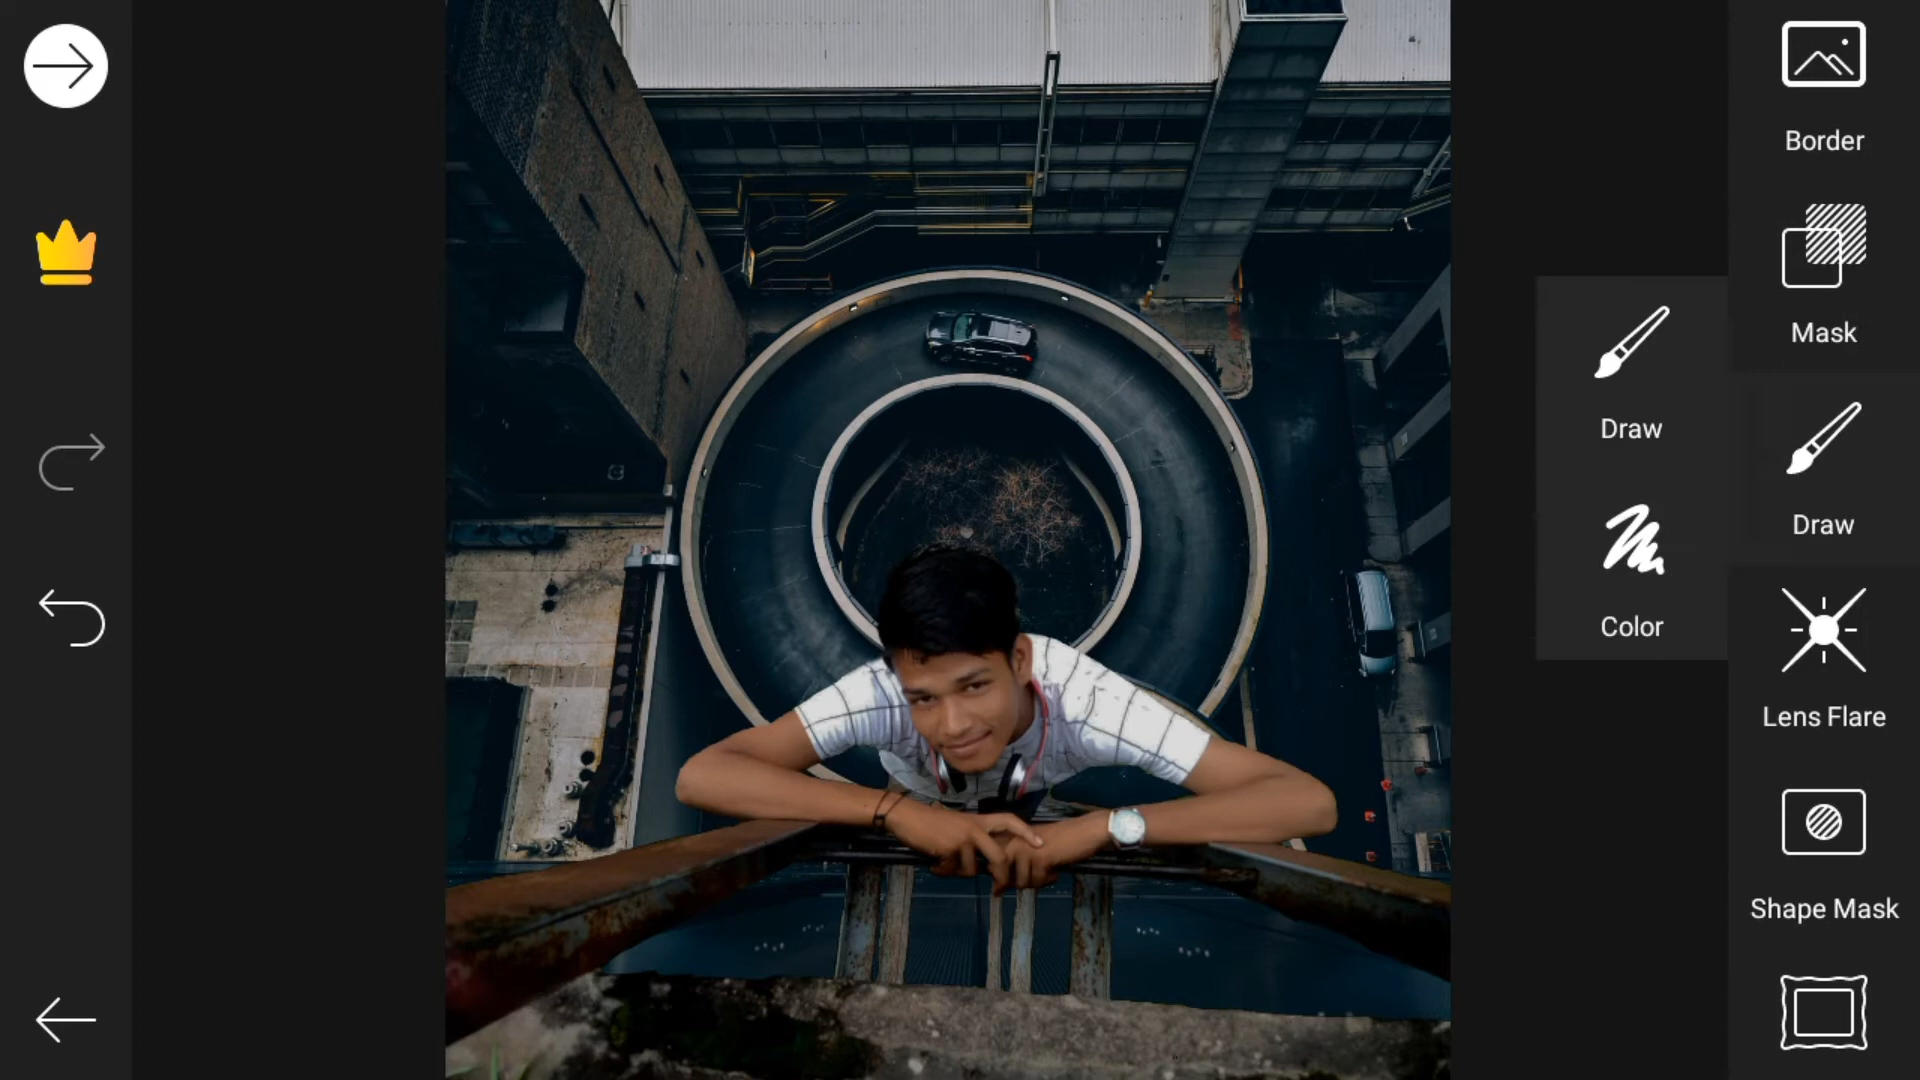 Border
Mask
Draw
Draw
Color
Lens Flare
Shape Mask